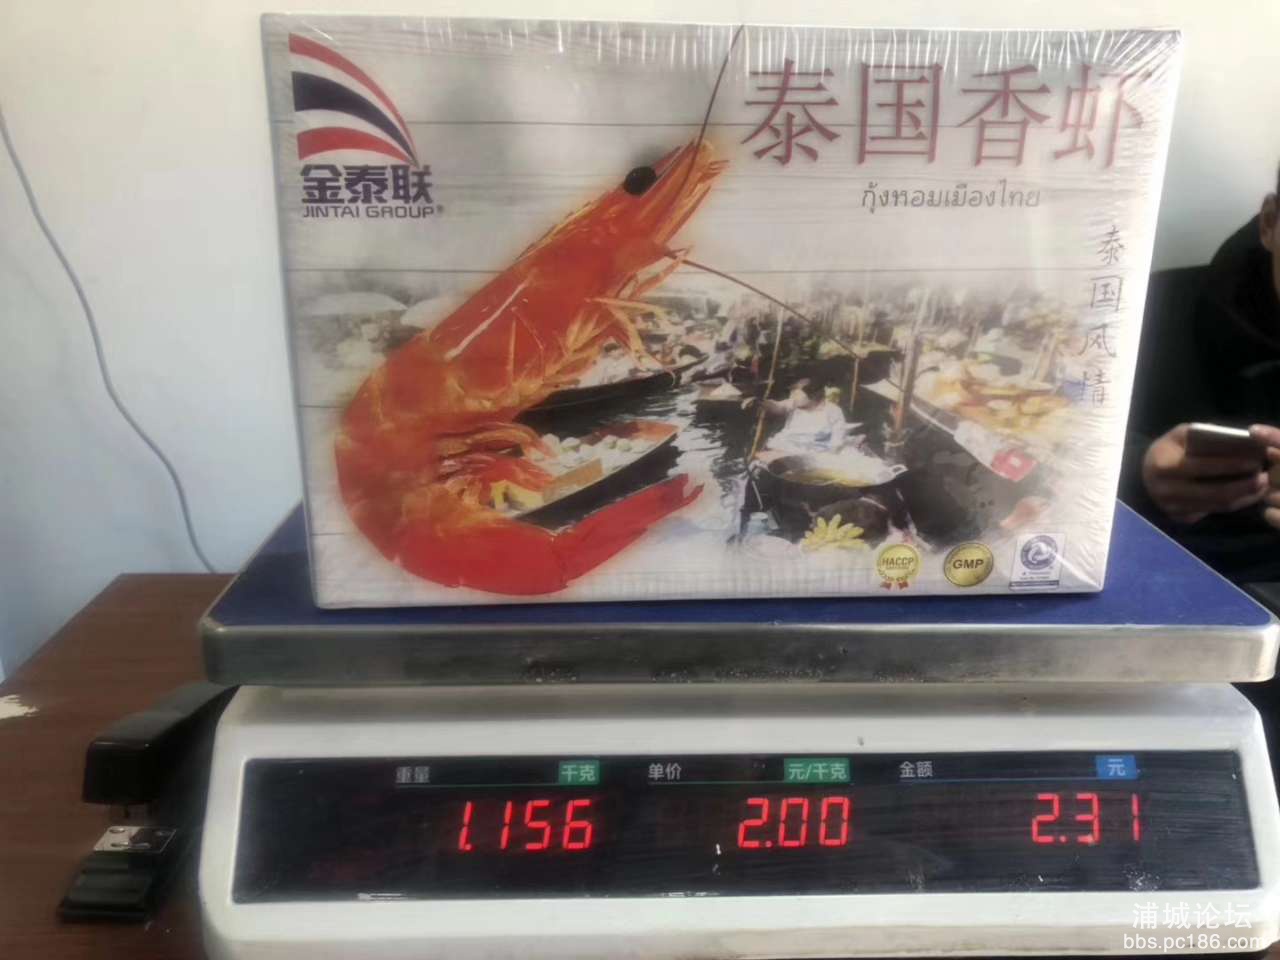 金泰联
JINTAI GROUP®
泰国香虾
กุ้งหอมเมืองไทย
泰国风情
HACCP
GMP
重量 千克 单价 元/千克 金额 元
1.156 2.00 2.31
浦城论坛
bbs.pc186.com